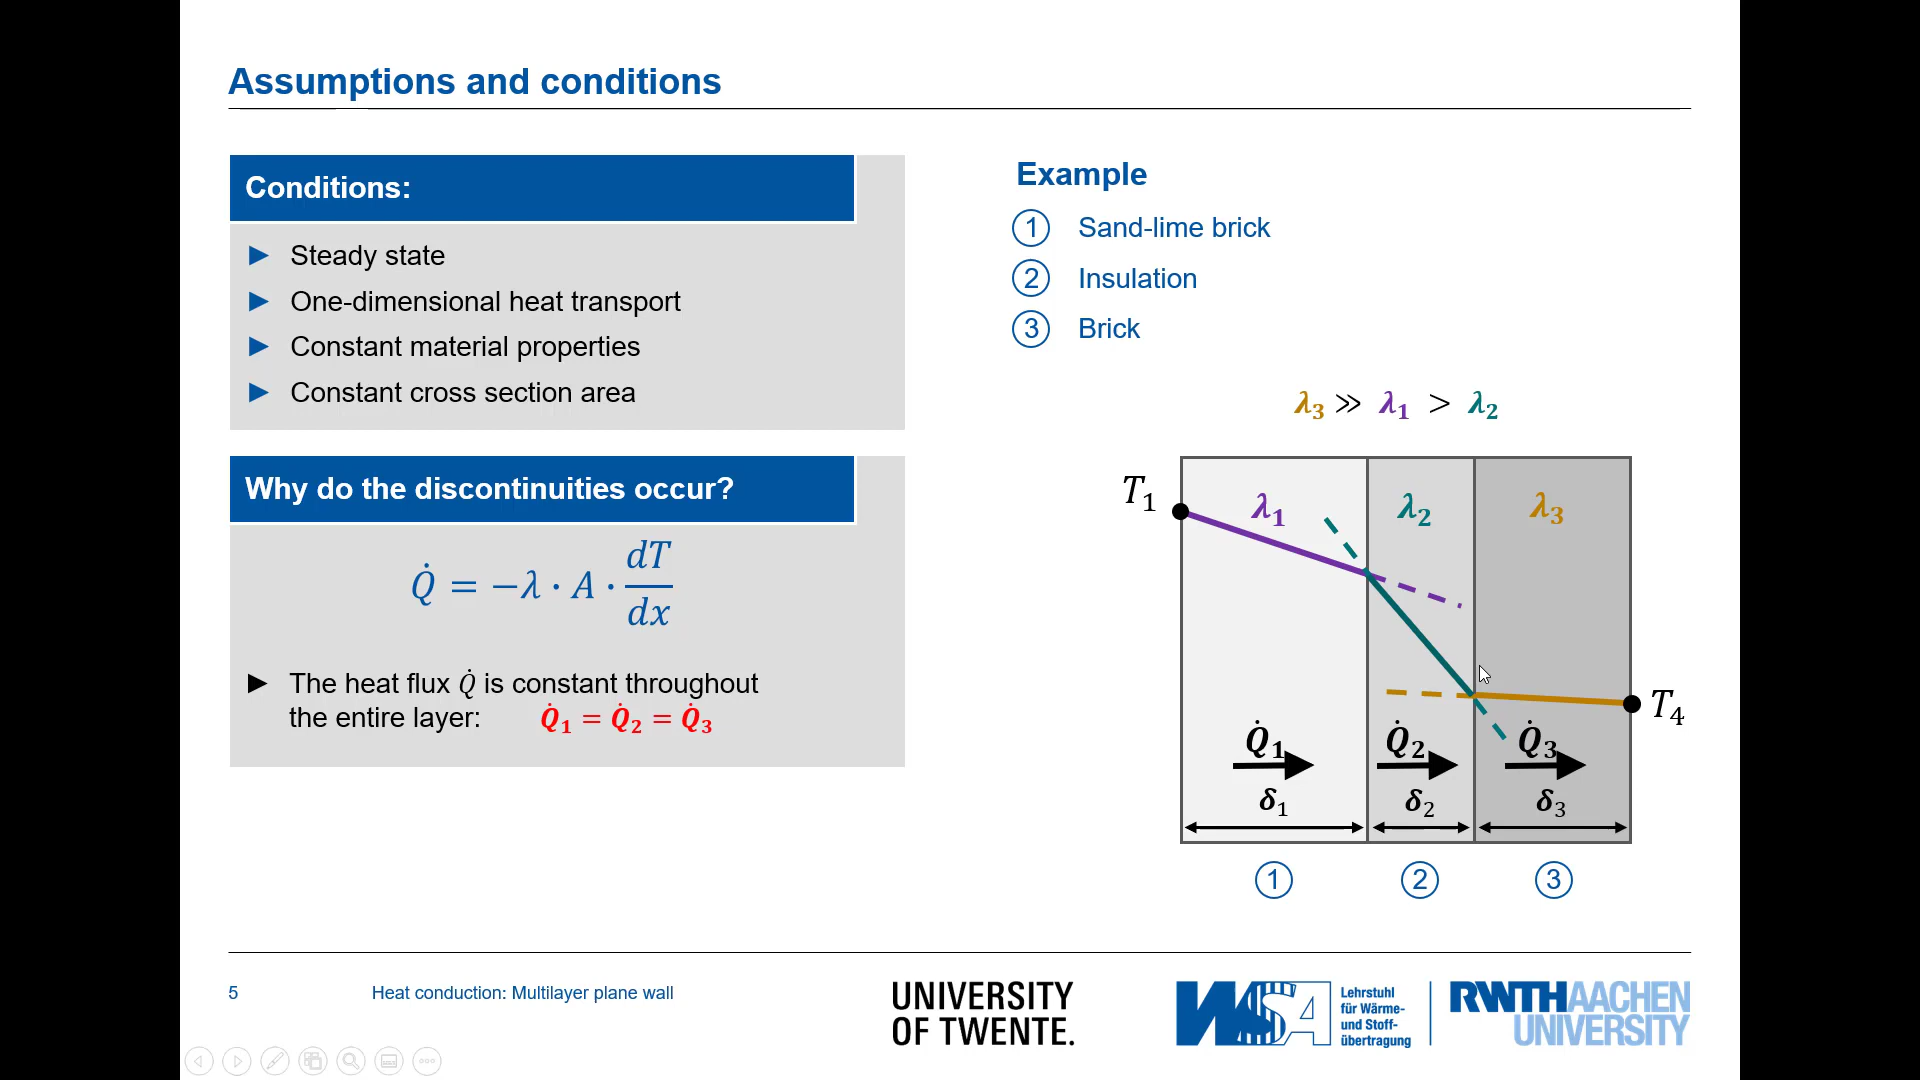 Assumptions and conditions
Conditions:
► Steady state
► One-dimensional heat transport
► Constant material properties
► Constant cross section area
Why do the discontinuities occur?
Q̇ = −λ · A · dT/dx
► The heat flux Q̇ is constant throughout
the entire layer: Q̇₁ = Q̇₂ = Q̇₃
Example
① Sand-lime brick
② Insulation
③ Brick
λ₃ ≫ λ₁ > λ₂
T₁
λ₁ λ₂ λ₃
T₄
Q̇₁ Q̇₂ Q̇₃
δ₁ δ₂ δ₃
① ② ③
5
Heat conduction: Multilayer plane wall
UNIVERSITY
OF TWENTE.
WSA
Lehrstuhl
für Wärme-
und Stoff-
übertragung
RWTHAACHEN
UNIVERSITY